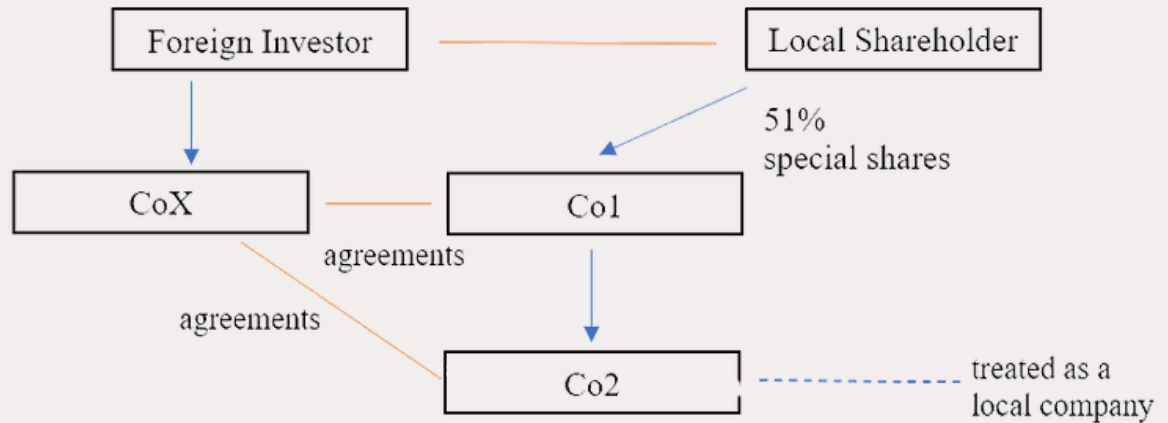 Foreign Investor
Local Shareholder
51%
special shares
CoX
Co1
agreements
agreements
Co2
treated as a
local company